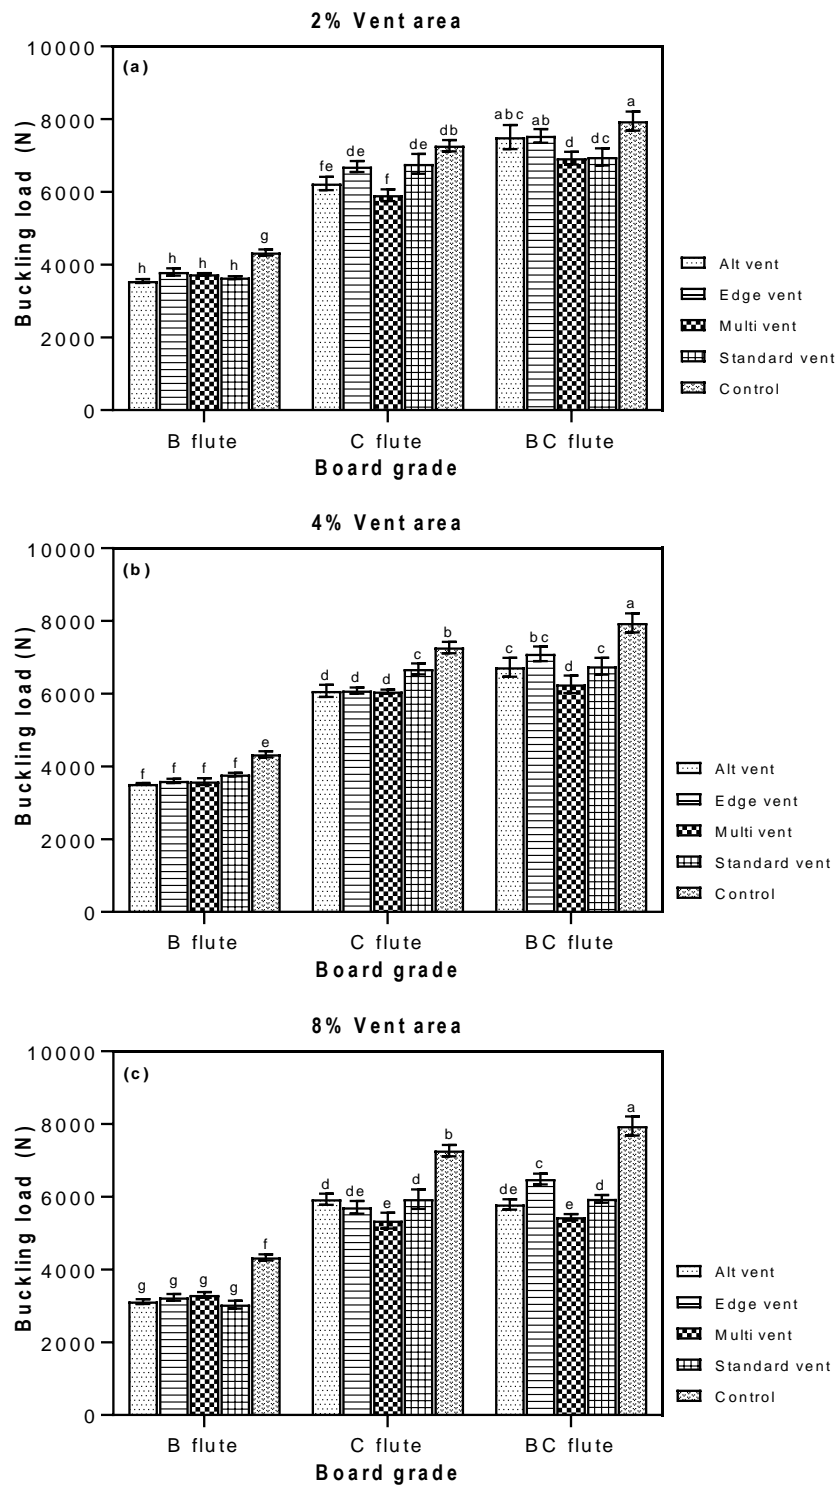 2% Vent area
(a)
Buckling load (N)
10000
8000
6000
4000
2000
0
h h h h g
fe de f de db
abc ab d dc a
B flute C flute BC flute
Board grade
Alt vent
Edge vent
Multi vent
Standard vent
Control
4% Vent area
(b)
Buckling load (N)
10000
8000
6000
4000
2000
0
f f f f e
d d d c b
c bc d c a
B flute C flute BC flute
Board grade
Alt vent
Edge vent
Multi vent
Standard vent
Control
8% Vent area
(c)
Buckling load (N)
10000
8000
6000
4000
2000
0
g g g g f
d de e d b
de c e d a
B flute C flute BC flute
Board grade
Alt vent
Edge vent
Multi vent
Standard vent
Control